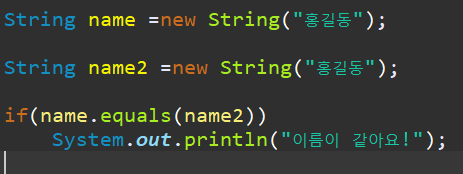 String name =new String("홍길동");
String name2 =new String("홍길동");
if(name.equals(name2))
System.out.println("이름이 같아요!");